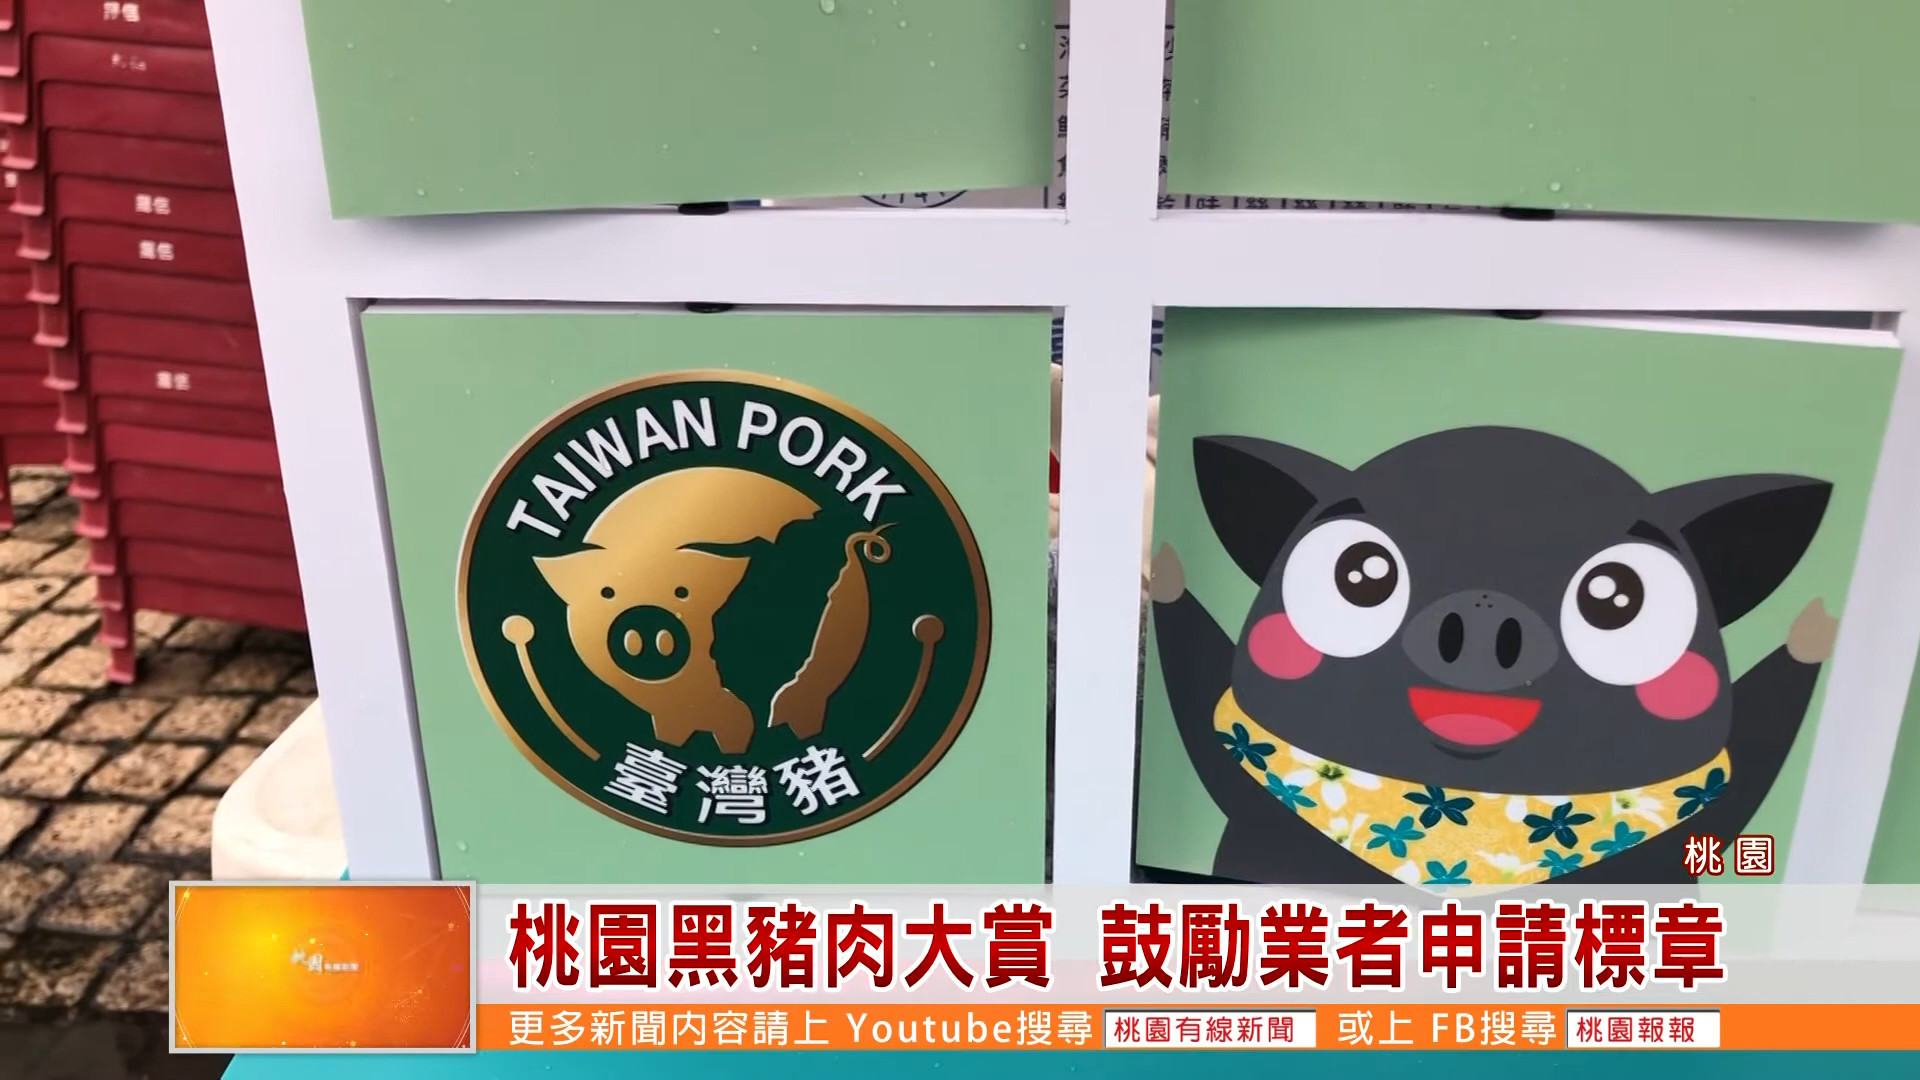 TAIWAN PORK
臺灣豬
桃園
桃園黑豬肉大賞 鼓勵業者申請標章
更多新聞內容請上 Youtube搜尋 桃園有線新聞 或上 FB搜尋 桃園報報